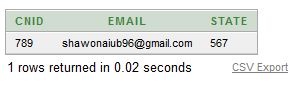 CNID EMAIL STATE
789 shawonaiub96@gmail.com 567
1 rows returned in 0.02 seconds CSV Export